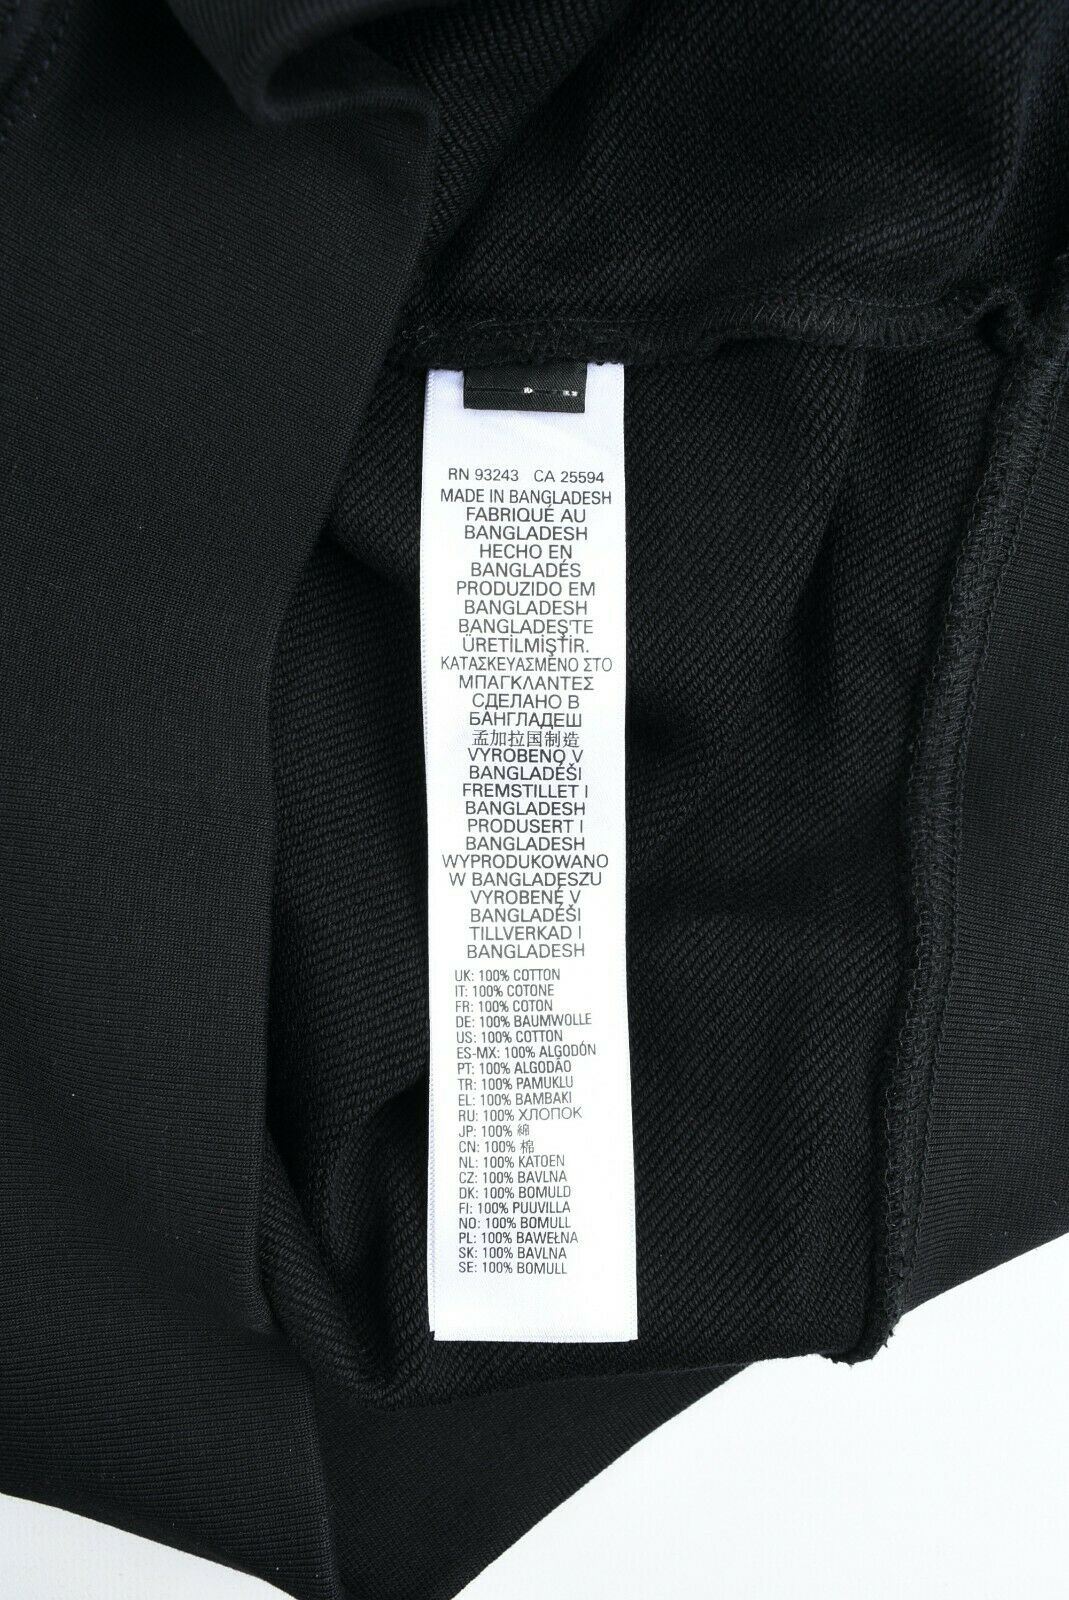 RN 93243 CA 25594
MADE IN BANGLADESH
FABRIQUÉ AU
BANGLADESH
HECHO EN
BANGLADÉS
PRODUZIDO EM
BANGLADESH
BANGLADEŞ'TE
ÜRETİLMİŞTİR.
ΚΑΤΑΣΚΕΥΑΣΜΕΝΟ ΣΤΟ
ΜΠΑΓΚΛΑΝΤΕΣ
СДЕЛАНО В
БАНГЛАДЕШ
孟加拉国制造
VYROBENO V
BANGLADÉŠI
FREMSTILLET I
BANGLADESH
PRODUSERT I
BANGLADESH
WYPRODUKOWANO
W BANGLADESZU
VYROBENÉ V
BANGLADÉŠI
TILLVERKAD I
BANGLADESH
UK: 100% COTTON
IT: 100% COTONE
FR: 100% COTON
DE: 100% BAUMWOLLE
US: 100% COTTON
ES-MX: 100% ALGODÓN
PT: 100% ALGODÃO
TR: 100% PAMUKLU
EL: 100% ΒΑΜΒΑΚΙ
RU: 100% ХЛОПОК
JP: 100% 綿
CN: 100% 棉
NL: 100% KATOEN
CZ: 100% BAVLNA
DK: 100% BOMULD
FI: 100% PUUVILLA
NO: 100% BOMULL
PL: 100% BAWEŁNA
SK: 100% BAVLNA
SE: 100% BOMULL